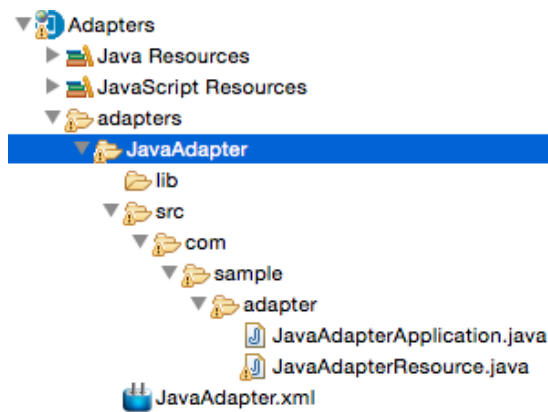 Adapters
Java Resources
JavaScript Resources
adapters
JavaAdapter
lib
src
com
sample
adapter
JavaAdapterApplication.java
JavaAdapterResource.java
JavaAdapter.xml